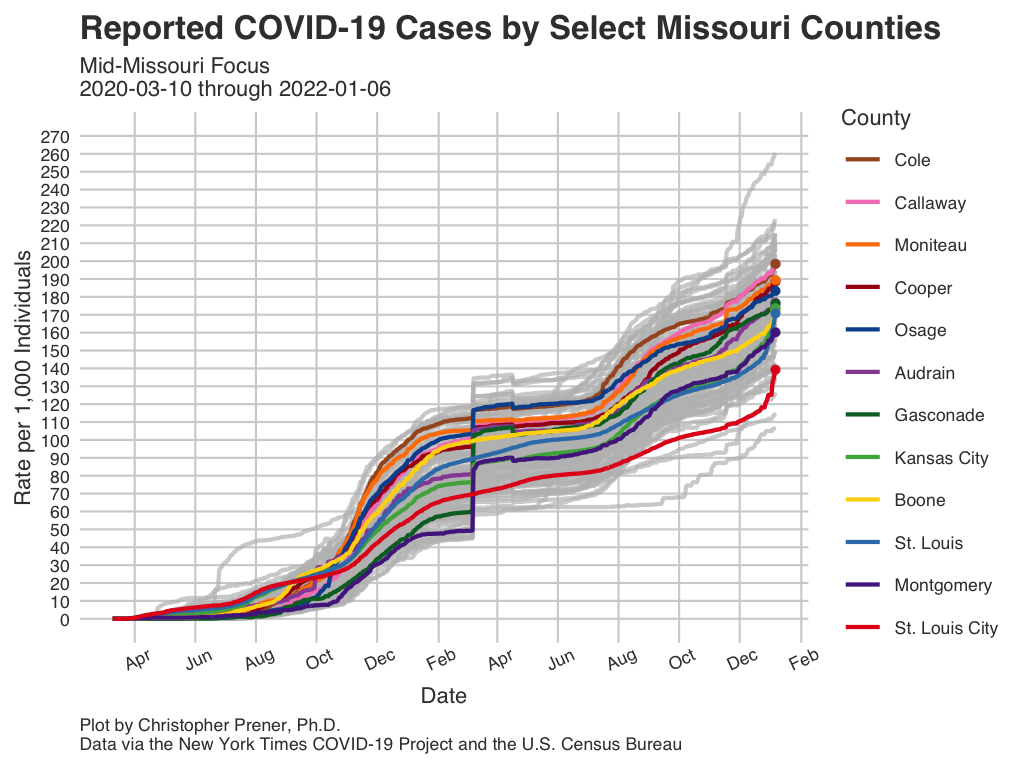 Reported COVID-19 Cases by Select Missouri Counties
Mid-Missouri Focus
2020-03-10 through 2022-01-06
County
Cole
Callaway
Moniteau
Cooper
Osage
Audrain
Gasconade
Kansas City
Boone
St. Louis
Montgomery
St. Louis City
Rate per 1,000 Individuals
270
260
250
240
230
220
210
200
190
180
170
160
150
140
130
120
110
100
90
80
70
60
50
40
30
20
10
0
Apr Jun Aug Oct Dec Feb Apr Jun Aug Oct Dec Feb
Date
Plot by Christopher Prener, Ph.D.
Data via the New York Times COVID-19 Project and the U.S. Census Bureau